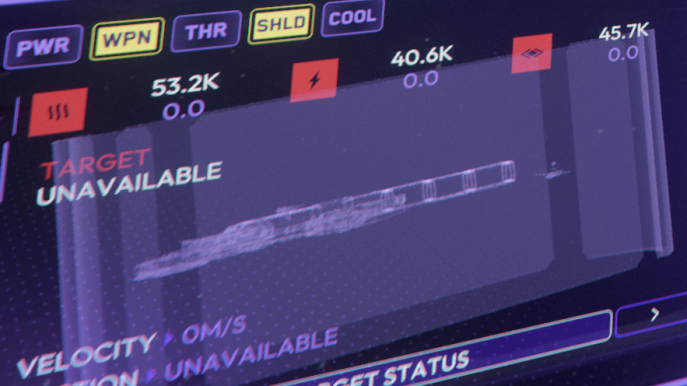 PWR WPN THR SHLD COOL
53.2K 40.6K 45.7K
0.0 0.0 0.0
TARGET
UNAVAILABLE
VELOCITY 0M/S
UNAVAILABLE
STATUS